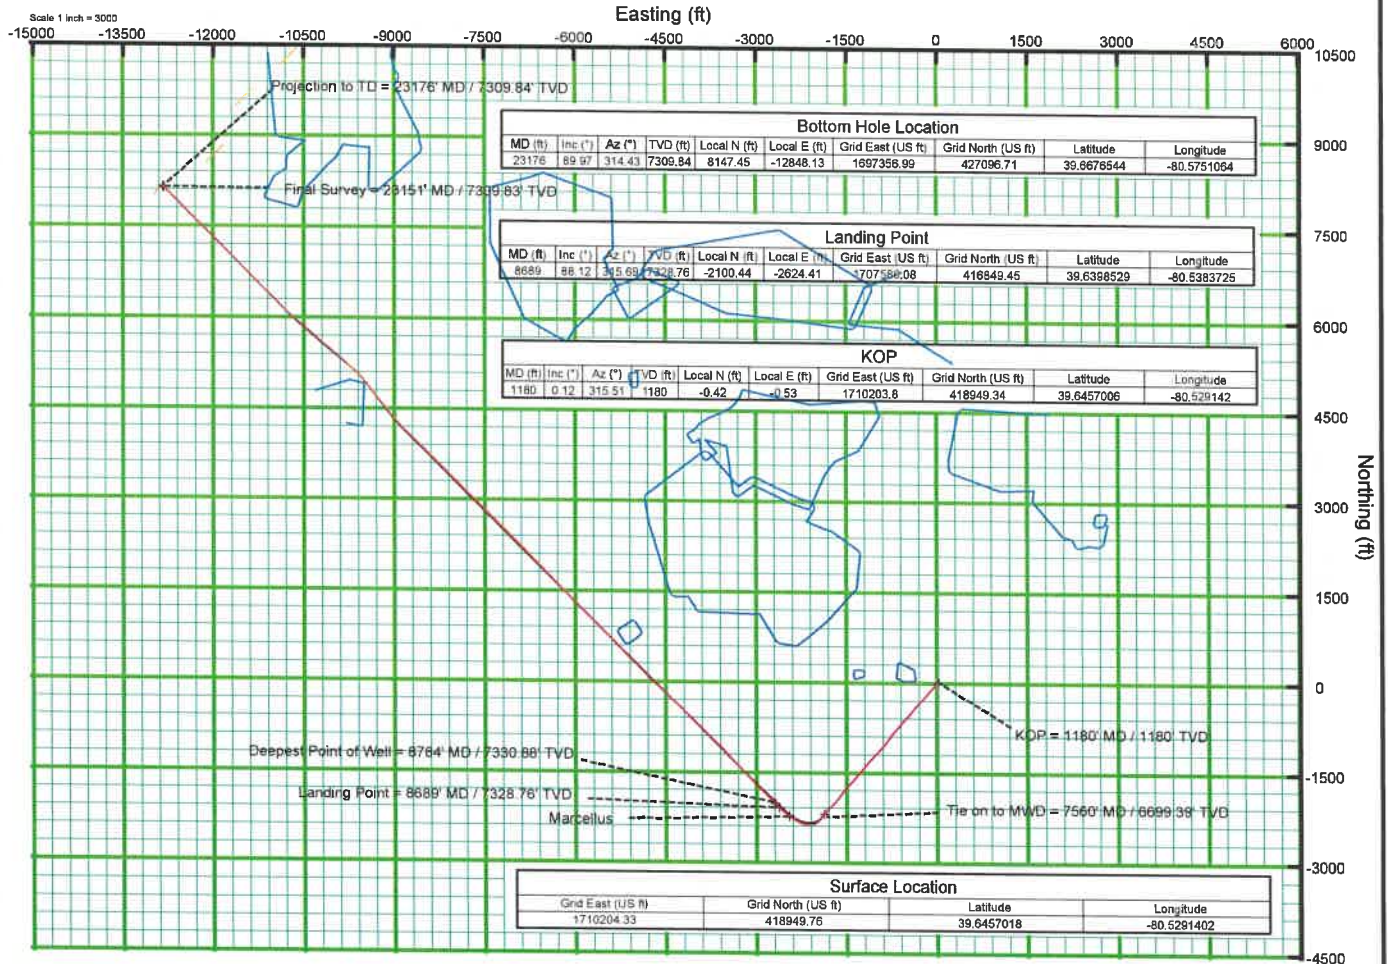 Easting (ft)
Scale 1 inch = 3000
-15000 -13500 -12000 -10500 -9000 -7500 -6000 -4500 -3000 -1500 0 1500 3000 4500 6000
10500
Projection to TD = 23176' MD / 7309.84' TVD
Bottom Hole Location
MD (ft) Inc (°) Az (°) TVD (ft) Local N (ft) Local E (ft) Grid East (US ft) Grid North (US ft) Latitude Longitude
23176 89.97 314.43 7309.84 8147.45 -12848.13 1697356.99 427096.71 39.6676544 -80.5751064
9000
Final Survey = 23151' MD / 7309.83' TVD
Landing Point
7500
MD (ft) Inc (°) Az (°) TVD (ft) Local N (ft) Local E (ft) Grid East (US ft) Grid North (US ft) Latitude Longitude
8689 88.12 315.69 7328.76 -2100.44 -2624.41 1707580.08 416849.45 39.6398529 -80.5383725
6000
KOP
MD (ft) Inc (°) Az (°) TVD (ft) Local N (ft) Local E (ft) Grid East (US ft) Grid North (US ft) Latitude Longitude
1180 0.12 315.51 1180 -0.42 -0.53 1710203.8 418949.34 39.6457006 -80.529142
4500
Northing (ft)
3000
1500
0
KOP = 1180' MD / 1180' TVD
Deepest Point of Well = 8764' MD / 7330.88' TVD
-1500
Landing Point = 8689' MD / 7328.76' TVD
Tie on to MWD = 7560' MD / 6699.39' TVD
Marcellus
-3000
Surface Location
Grid East (US ft) Grid North (US ft) Latitude Longitude
1710204.33 418949.76 39.6457018 -80.5291402
-4500